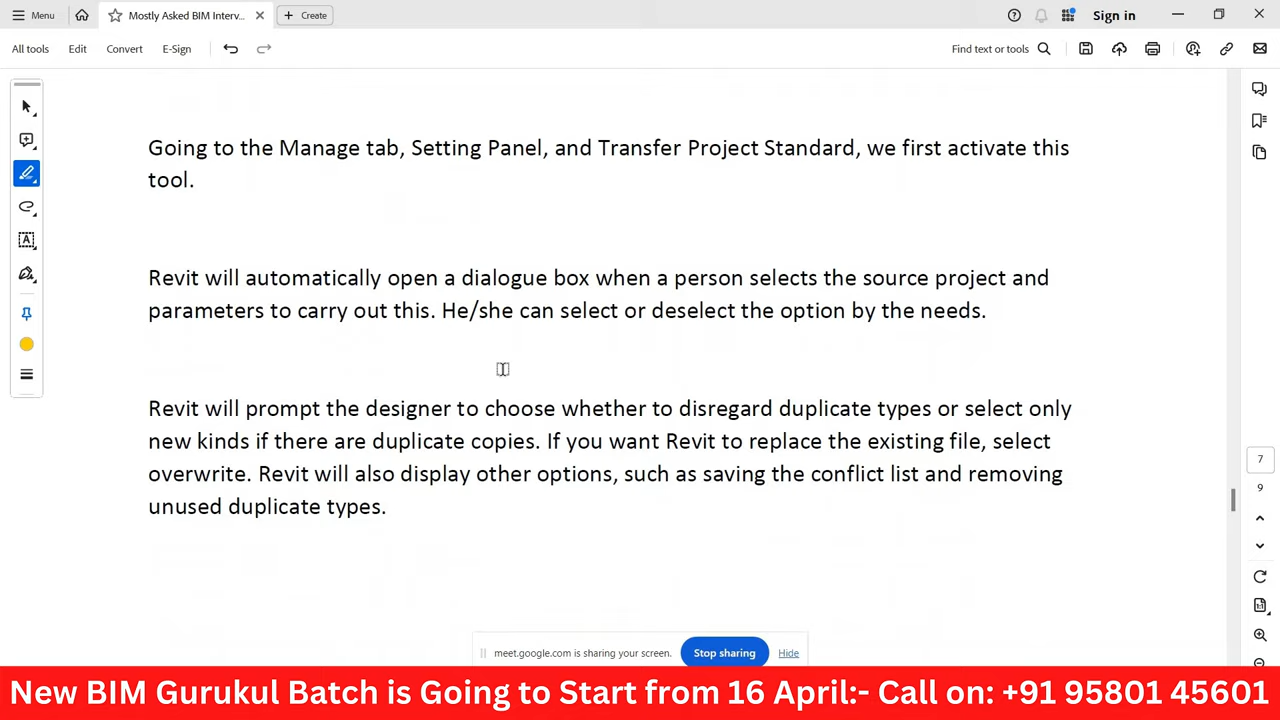 Menu
Mostly Asked BIM Interv...
Create
Sign in
All tools
Edit
Convert
E-Sign
Find text or tools
Going to the Manage tab, Setting Panel, and Transfer Project Standard, we first activate this
tool.
Revit will automatically open a dialogue box when a person selects the source project and
parameters to carry out this. He/she can select or deselect the option by the needs.
Revit will prompt the designer to choose whether to disregard duplicate types or select only
new kinds if there are duplicate copies. If you want Revit to replace the existing file, select
overwrite. Revit will also display other options, such as saving the conflict list and removing
unused duplicate types.
7
9
meet.google.com is sharing your screen.
Stop sharing
Hide
New BIM Gurukul Batch is Going to Start from 16 April:- Call on: +91 95801 45601